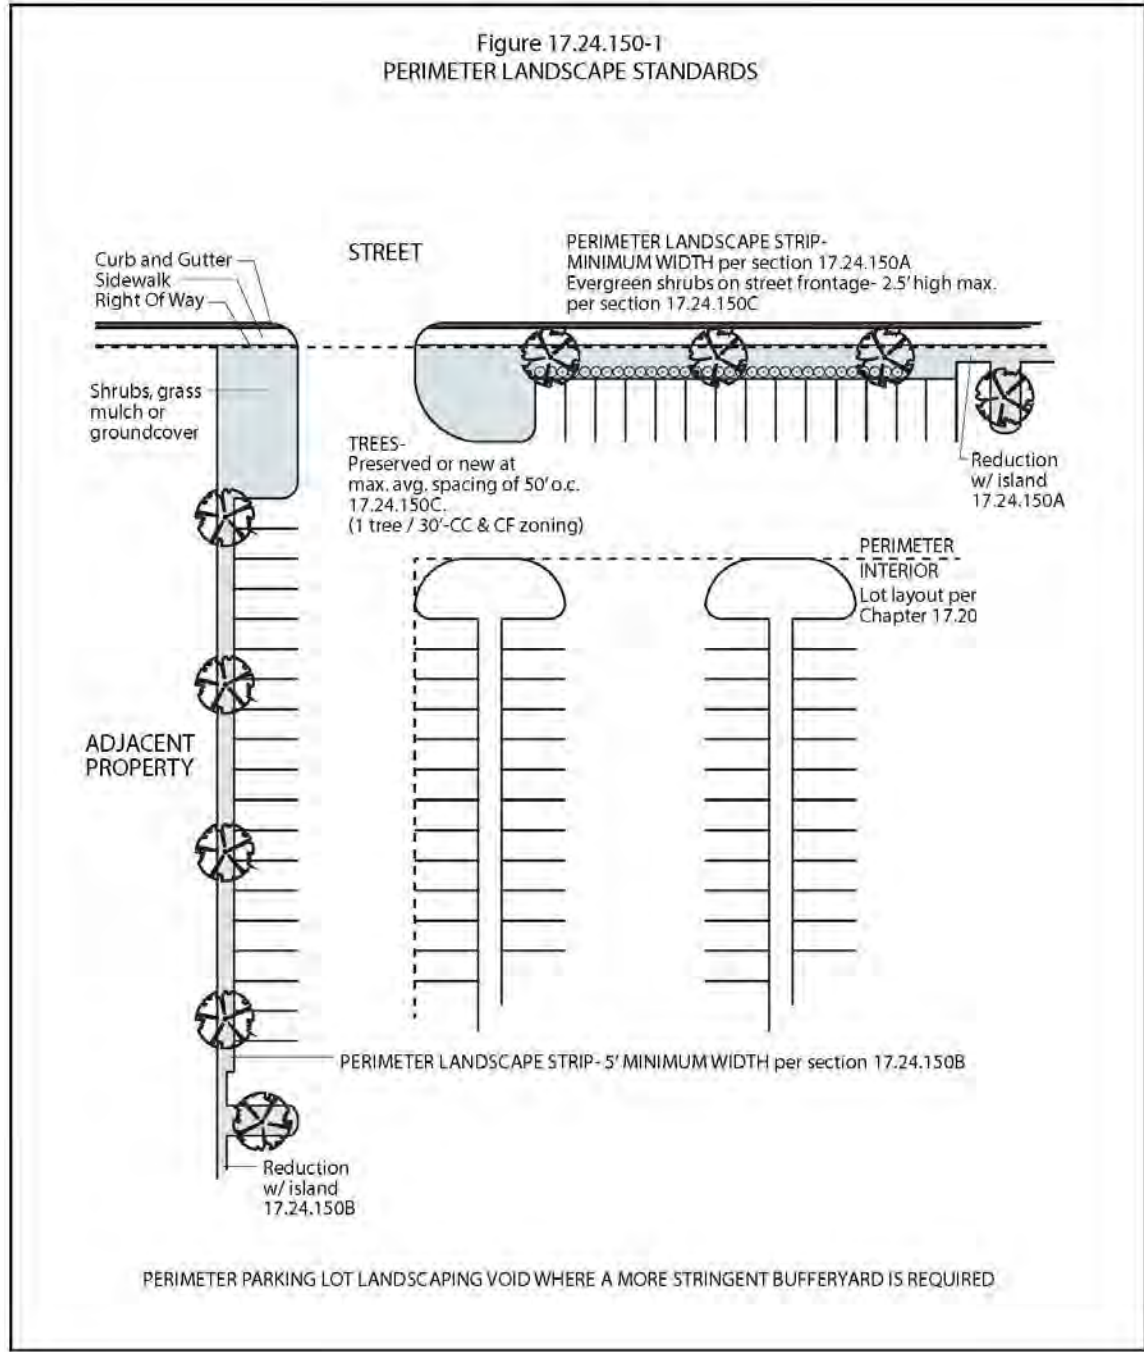 Figure 17.24.150-1
PERIMETER LANDSCAPE STANDARDS
Curb and Gutter
Sidewalk
Right Of Way
STREET
PERIMETER LANDSCAPE STRIP-
MINIMUM WIDTH per section 17.24.150A
Evergreen shrubs on street frontage- 2.5' high max.
per section 17.24.150C
Shrubs, grass
mulch or
groundcover
TREES-
Preserved or new at
max. avg. spacing of 50' o.c.
17.24.150C.
(1 tree / 30'-CC & CF zoning)
Reduction
w/ island
17.24.150A
PERIMETER
INTERIOR
Lot layout per
Chapter 17.20
ADJACENT
PROPERTY
PERIMETER LANDSCAPE STRIP- 5' MINIMUM WIDTH per section 17.24.150B
Reduction
w/ island
17.24.150B
PERIMETER PARKING LOT LANDSCAPING VOID WHERE A MORE STRINGENT BUFFERYARD IS REQUIRED